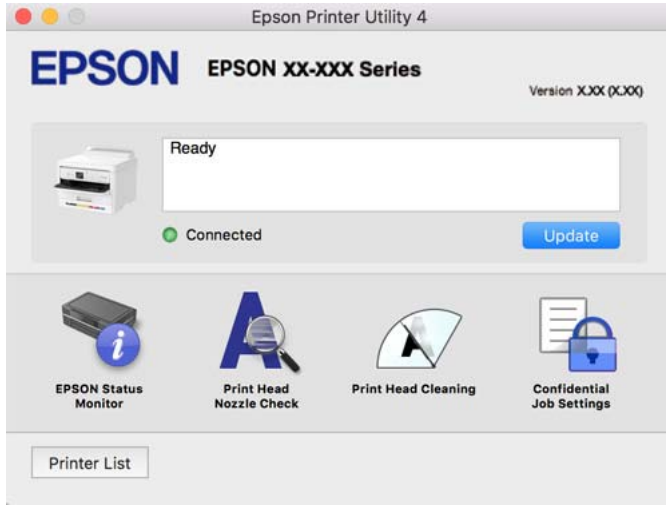 Epson Printer Utility 4
EPSON
EPSON XX-XXX Series
Version X.XX (X.XX)
Ready
Connected
Update
EPSON Status
Monitor
Print Head
Nozzle Check
Print Head Cleaning
Confidential
Job Settings
Printer List